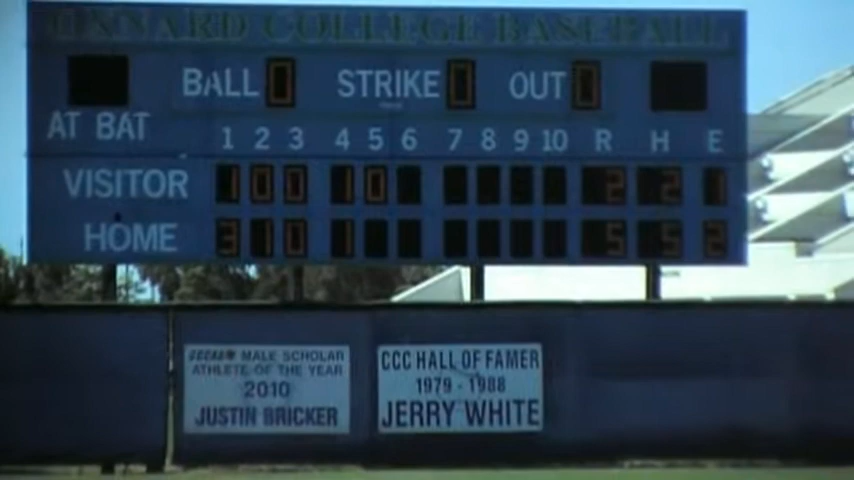 OXNARD COLLEGE BASEBALL
BALL 0 STRIKE 0 OUT 0
AT BAT
1 2 3 4 5 6 7 8 9 10 R H E
VISITOR 1 0 0 1 0 2 2 1
HOME 3 1 0 1 5 5 2
MALE SCHOLAR
ATHLETE OF THE YEAR
2010
JUSTIN BRICKER
CCC HALL OF FAMER
1979 - 1988
JERRY WHITE